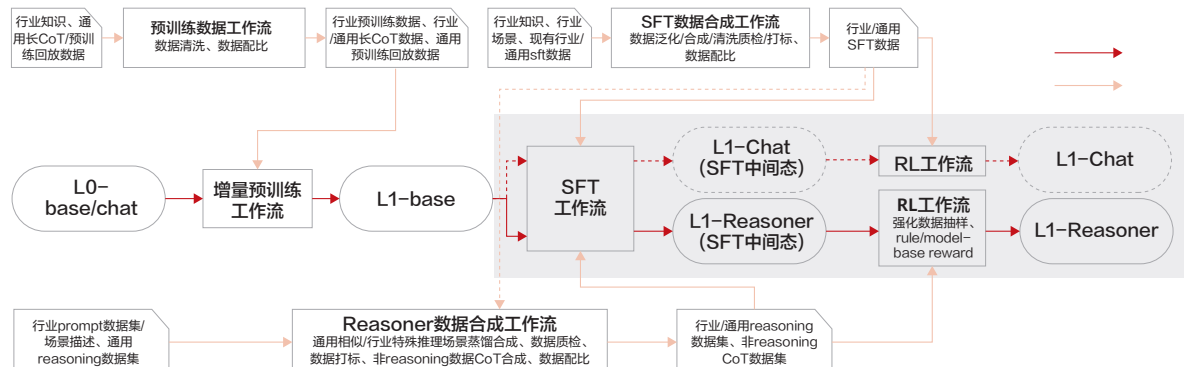 行业知识、通
用长CoT/预训
练回放数据
预训练数据工作流
数据清洗、数据配比
行业预训练数据、行业
/通用长CoT数据、通用
预训练回放数据
行业知识、行业
场景、现有行业/
通用sft数据
SFT数据合成工作流
数据泛化/合成/清洗质检/打标、
数据配比
行业/通用
SFT数据
L0-
base/chat
增量预训练
工作流
L1-base
SFT
工作流
L1-Chat
(SFT中间态)
RL工作流
L1-Chat
L1-Reasoner
(SFT中间态)
RL工作流
强化数据抽样、
rule/model-
base reward
L1-Reasoner
行业prompt数据集/
场景描述、通用
reasoning数据集
Reasoner数据合成工作流
通用相似/行业特殊推理场景蒸馏合成、数据质检、
数据打标、非reasoning数据CoT合成、数据配比
行业/通用reasoning
数据集、非reasoning
CoT数据集